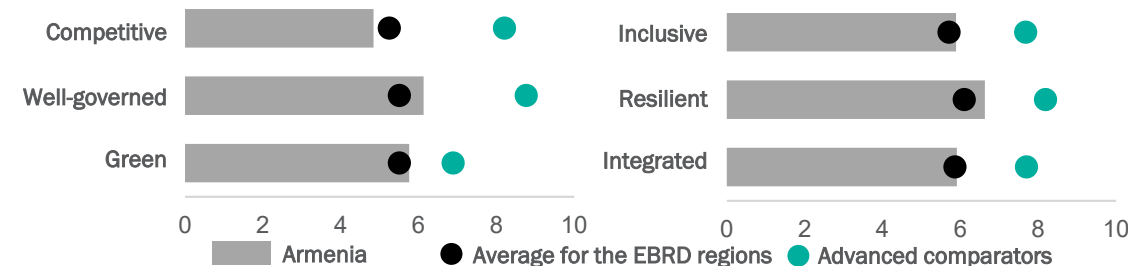 Competitive
Well-governed
Green
0 2 4 6 8 10
Inclusive
Resilient
Integrated
0 2 4 6 8 10
Armenia Average for the EBRD regions Advanced comparators